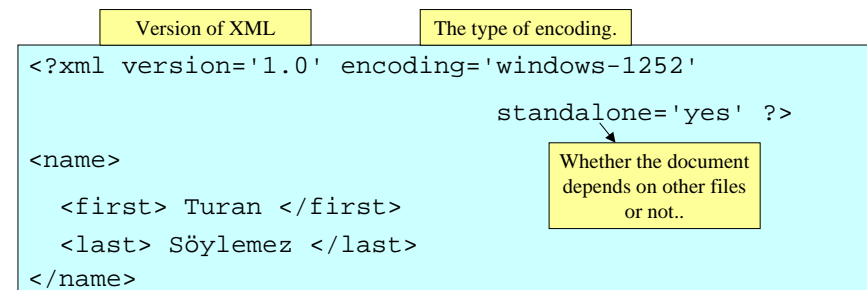 Version of XML
The type of encoding.
<?xml version='1.0' encoding='windows-1252'
standalone='yes' ?>
<name>
Whether the document
depends on other files
or not..
<first> Turan </first>
<last> Söylemez </last>
</name>